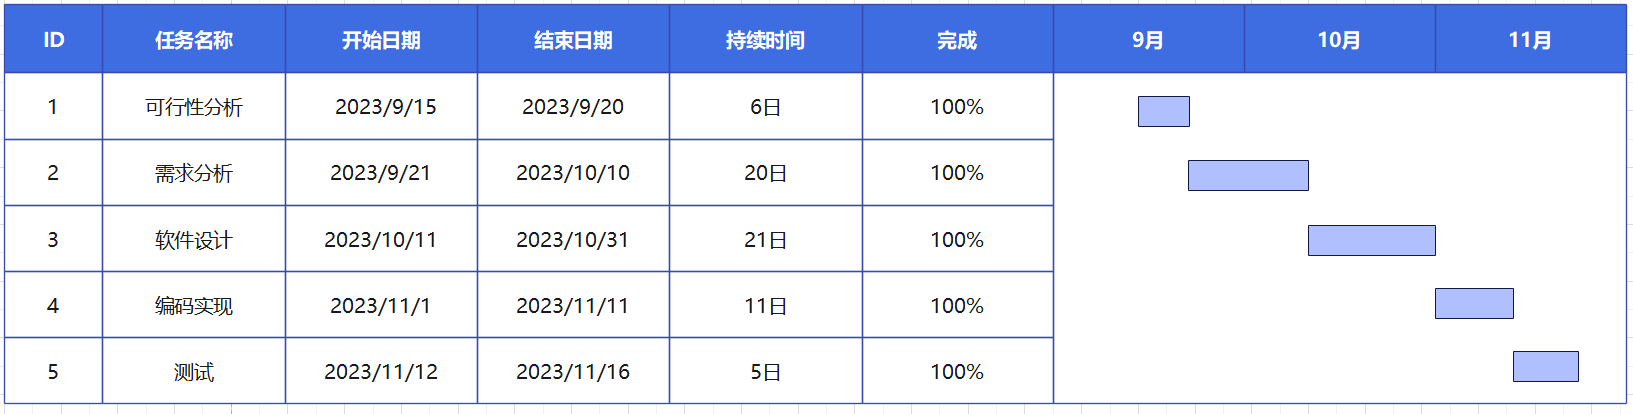 ID 任务名称 开始日期 结束日期 持续时间 完成 9月 10月 11月
1 可行性分析 2023/9/15 2023/9/20 6日 100%
2 需求分析 2023/9/21 2023/10/10 20日 100%
3 软件设计 2023/10/11 2023/10/31 21日 100%
4 编码实现 2023/11/1 2023/11/11 11日 100%
5 测试 2023/11/12 2023/11/16 5日 100%